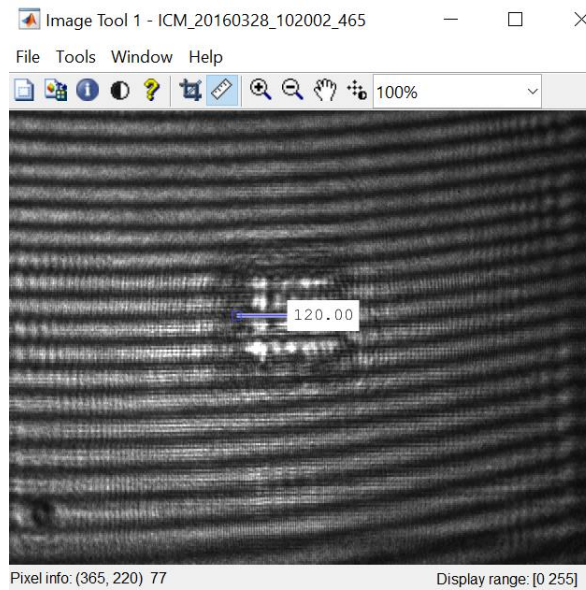 Image Tool 1 - ICM_20160328_102002_465
File Tools Window Help
100%
120.00
Pixel info: (365, 220) 77
Display range: [0 255]